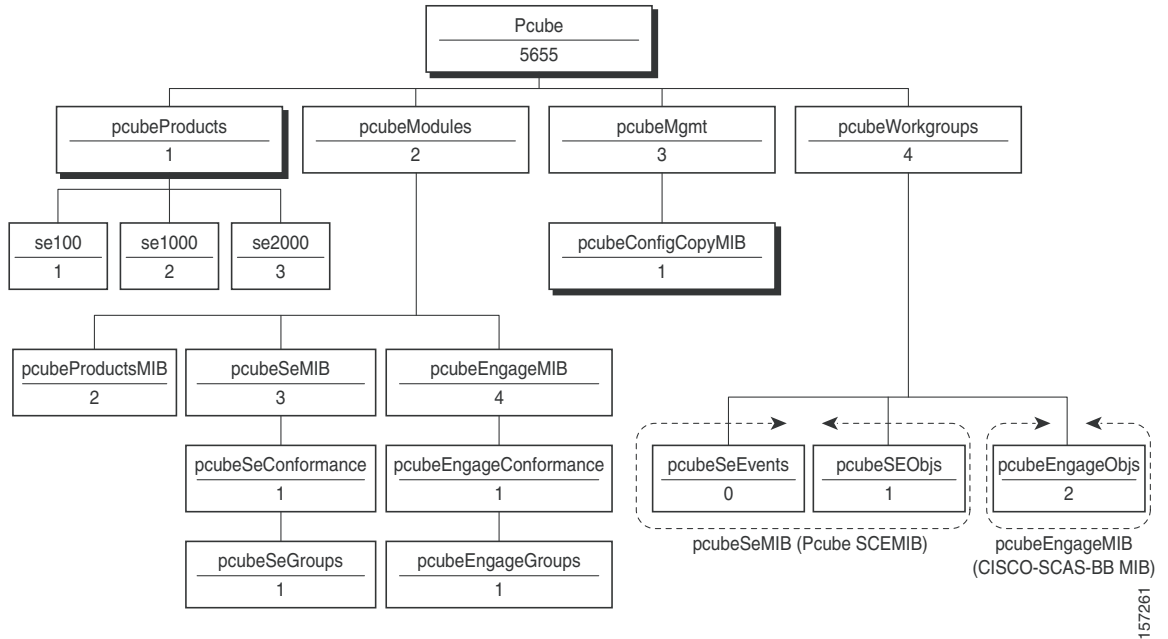 Pcube
5655
pcubeProducts
1
pcubeModules
2
pcubeMgmt
3
pcubeWorkgroups
4
se100
1
se1000
2
se2000
3
pcubeConfigCopyMIB
1
pcubeProductsMIB
2
pcubeSeMIB
3
pcubeEngageMIB
4
pcubeSeConformance
1
pcubeEngageConformance
1
pcubeSeEvents
0
pcubeSEObjs
1
pcubeEngageObjs
2
pcubeSeGroups
1
pcubeEngageGroups
1
pcubeSeMIB (Pcube SCEMIB)
pcubeEngageMIB
(CISCO-SCAS-BB MIB)
157261